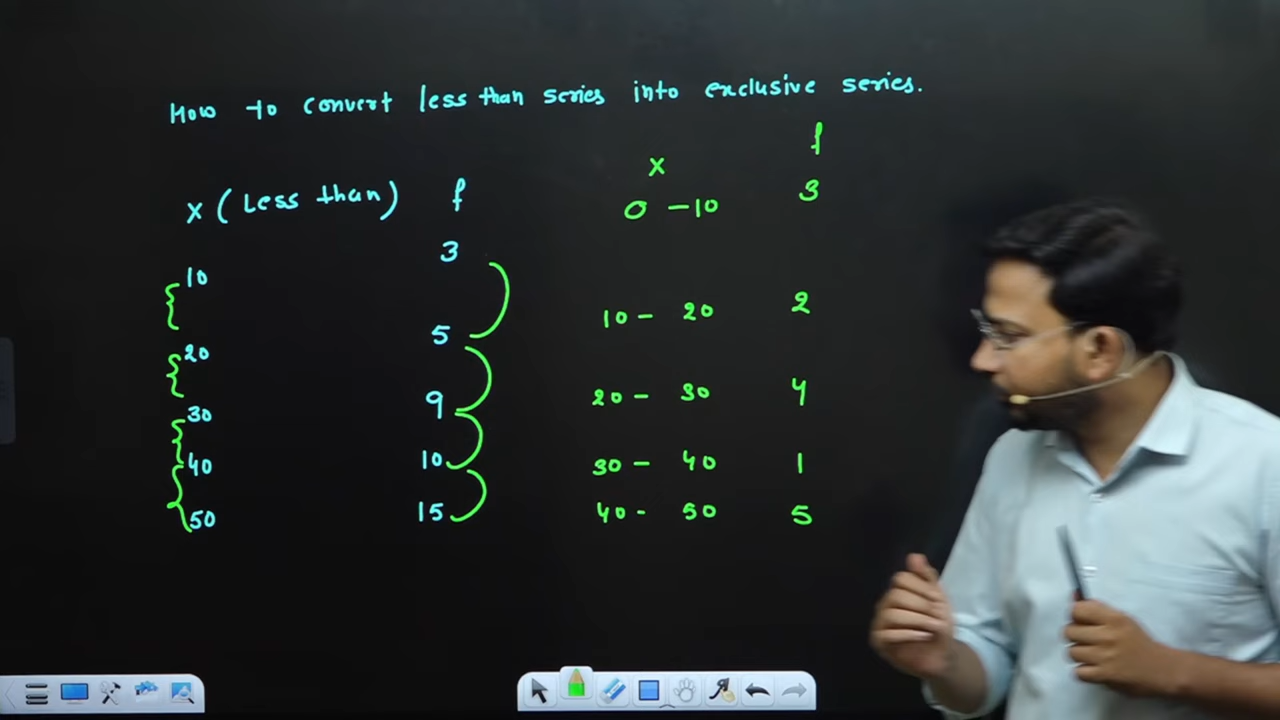 How to convert less than series into exclusive series.
x (Less than) f
10 3
20 5
30 9
40 10
50 15
x f
0 - 10 3
10 - 20 2
20 - 30 4
30 - 40 1
40 - 50 5